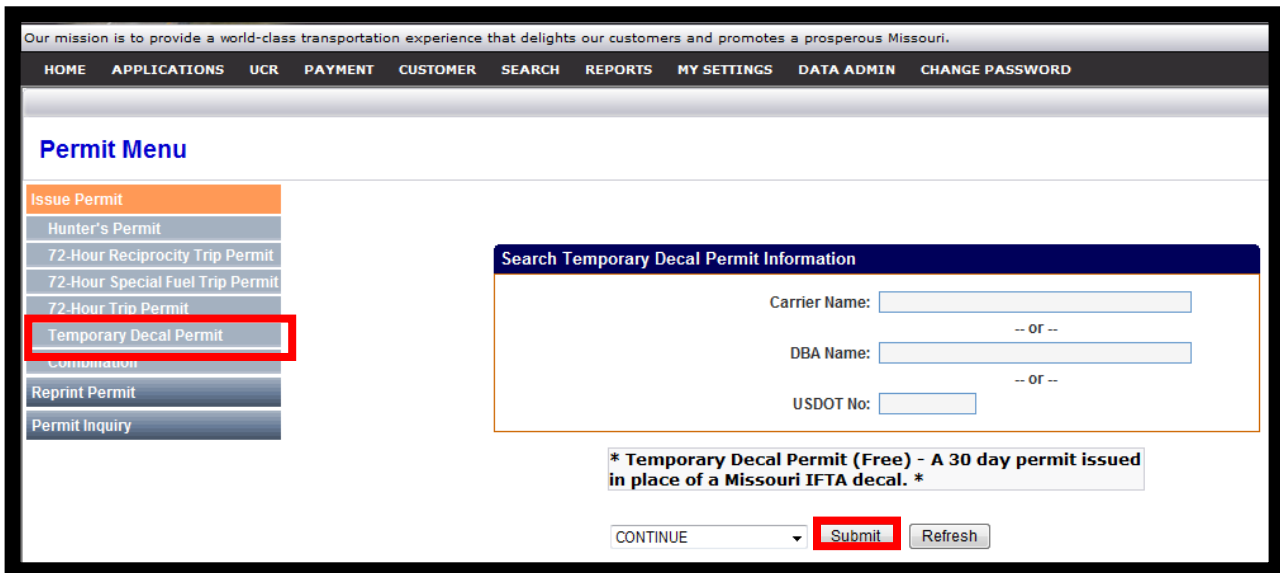 Our mission is to provide a world-class transportation experience that delights our customers and promotes a prosperous Missouri.
HOME APPLICATIONS UCR PAYMENT CUSTOMER SEARCH REPORTS MY SETTINGS DATA ADMIN CHANGE PASSWORD
Permit Menu
Issue Permit
Hunter's Permit
72-Hour Reciprocity Trip Permit
72-Hour Special Fuel Trip Permit
72-Hour Trip Permit
Temporary Decal Permit
Combination
Reprint Permit
Permit Inquiry
Search Temporary Decal Permit Information
Carrier Name:
-- or --
DBA Name:
-- or --
USDOT No:
* Temporary Decal Permit (Free) - A 30 day permit issued
in place of a Missouri IFTA decal. *
CONTINUE Submit Refresh